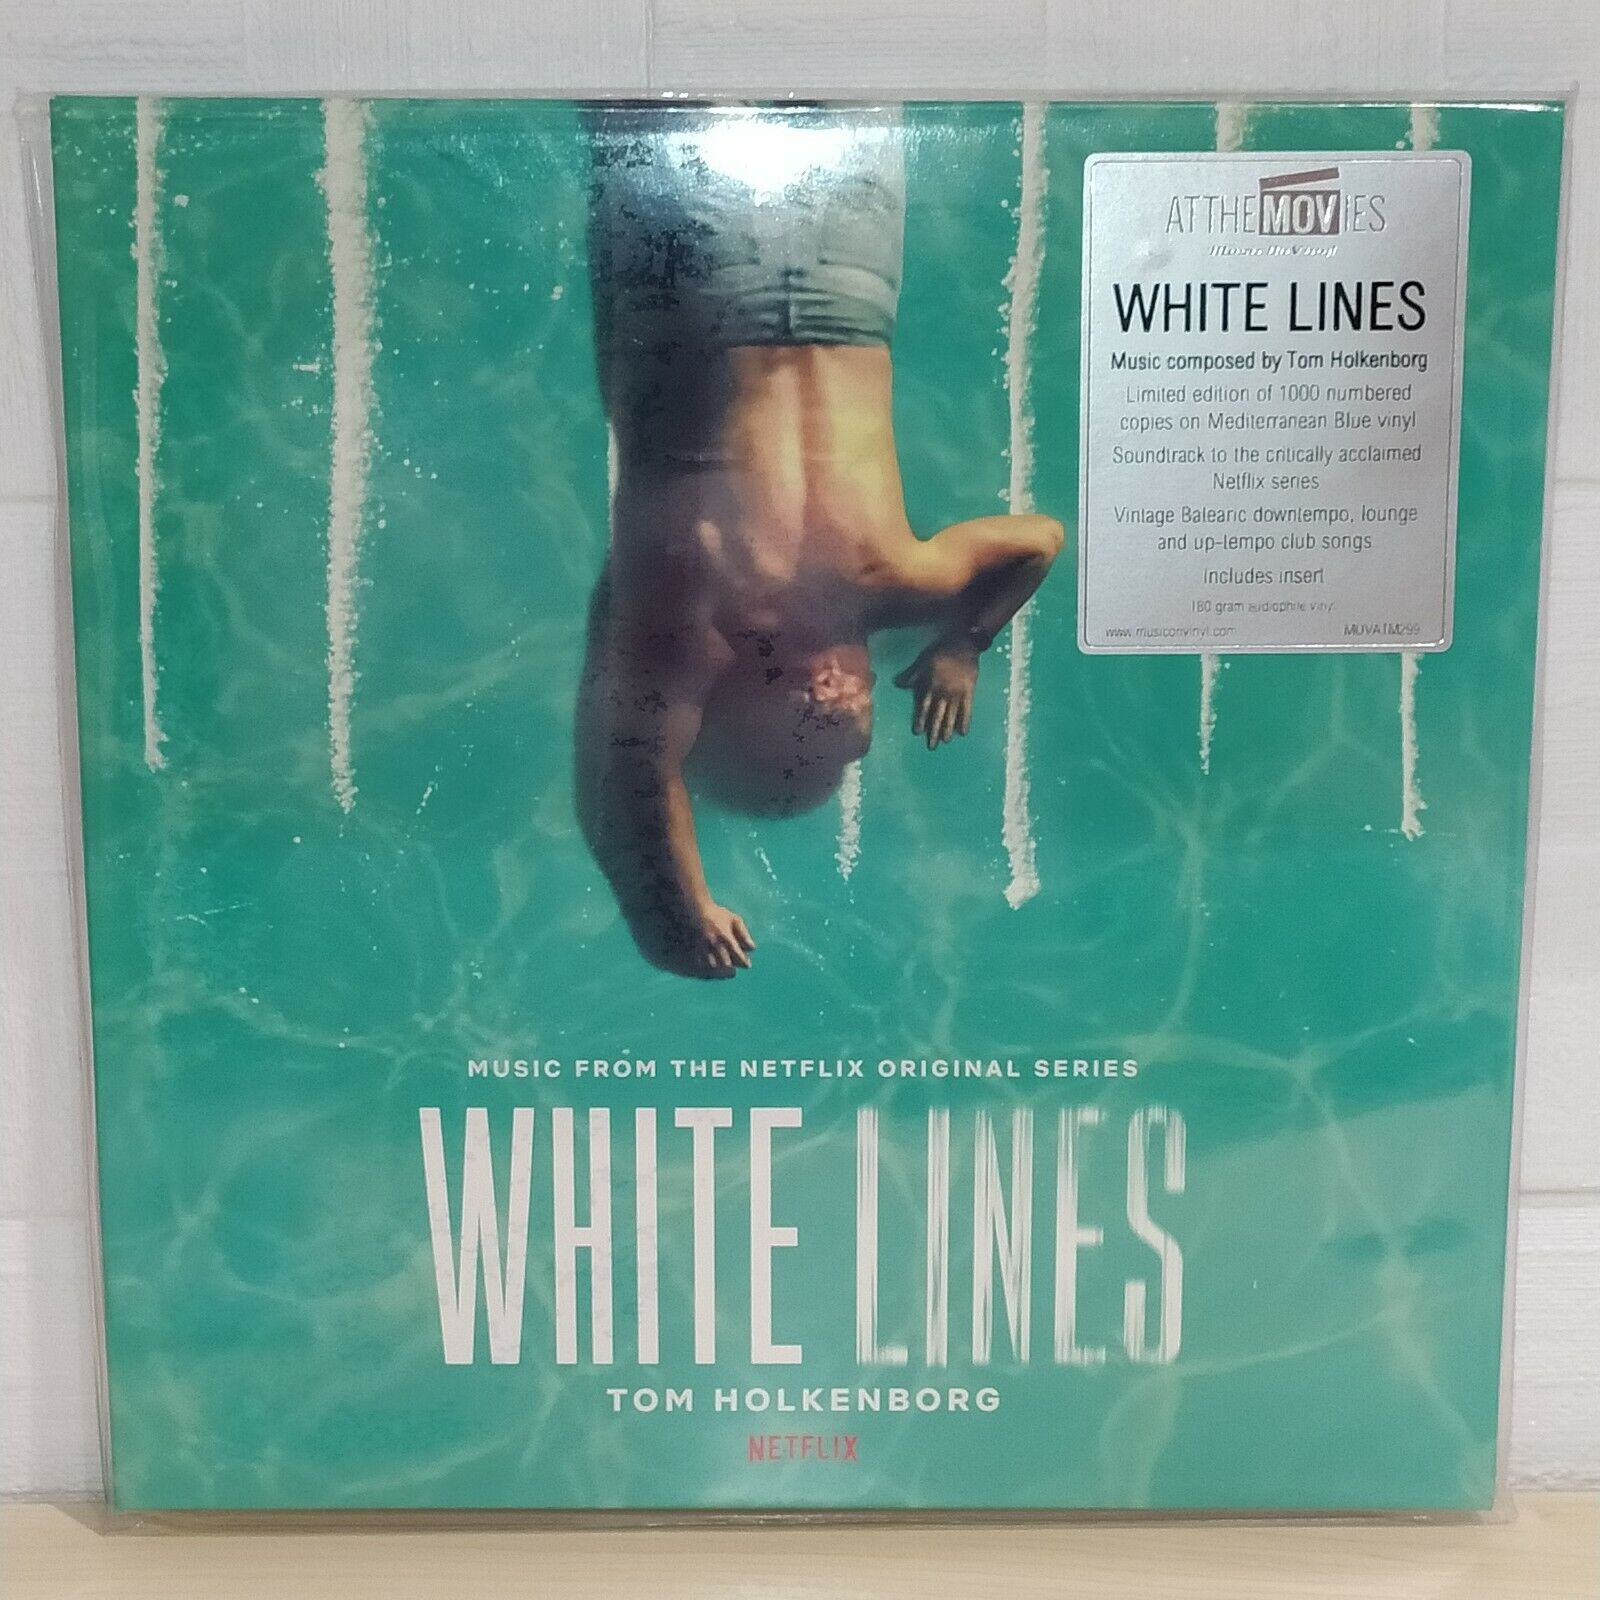 ATTHEMOVIES
WHITE LINES
Music composed by Tom Holkenborg
Limited edition of 1000 numbered
copies on Mediterranean Blue vinyl
Soundtrack to the critically acclaimed
Netflix series
Vintage Balearic downtempo, lounge
and up-tempo club songs
Includes insert
180 gram audiophile vinyl
www.musiconvinyl.com
MOVATM299
MUSIC FROM THE NETFLIX ORIGINAL SERIES
WHITE LINES
TOM HOLKENBORG
NETFLIX